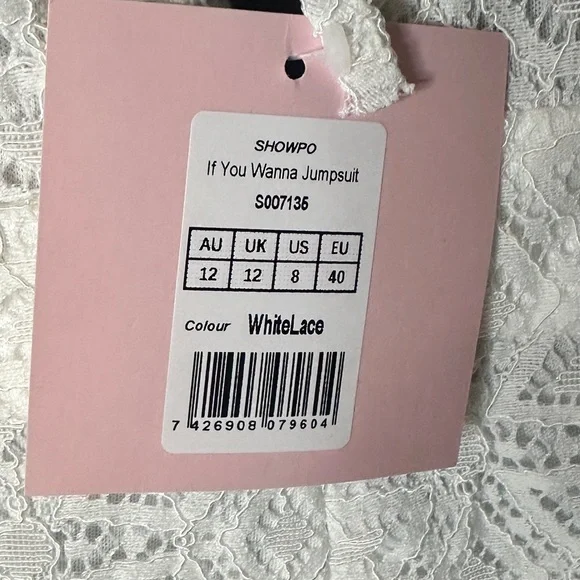 SHOWPO
If You Wanna Jumpsuit
S007135
AU UK US EU
12 12 8 40
Colour WhiteLace
7 426908 079604